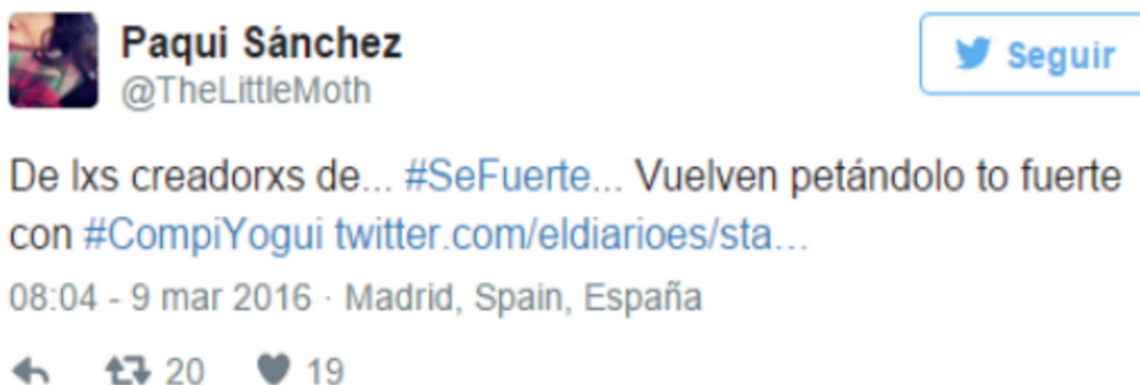 Paqui Sánchez
Seguir
@TheLittleMoth
De lxs creadorxs de... #SeFuerte... Vuelven petándolo to fuerte
con #CompiYogui twitter.com/eldiarioes/sta...
08:04 - 9 mar 2016 · Madrid, Spain, España
20 19